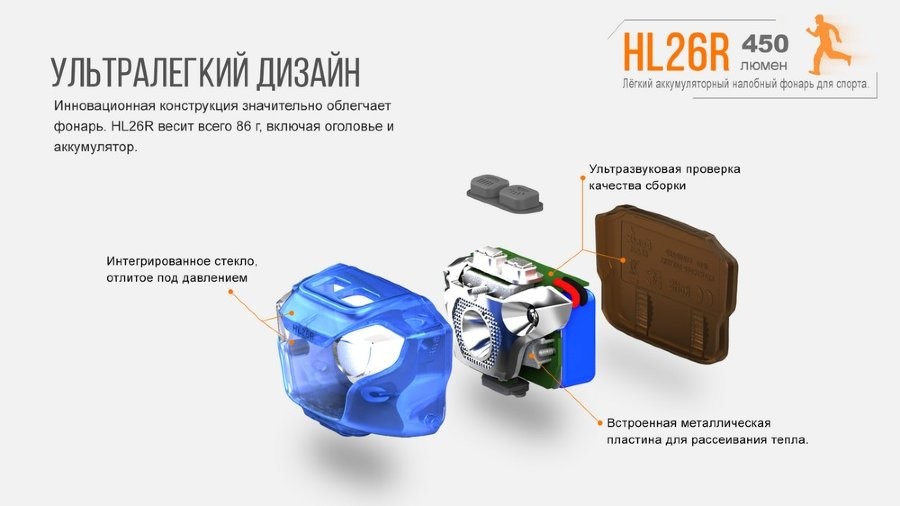 HL26R 450
люмен
Лёгкий аккумуляторный налобный фонарь для спорта.
УЛЬТРАЛЕГКИЙ ДИЗАЙН
Инновационная конструкция значительно облегчает
фонарь. HL26R весит всего 86 г, включая оголовье и
аккумулятор.
Ультразвуковая проверка
качества сборки
Интегрированное стекло,
отлитое под давлением
HL26R
Встроенная металлическая
пластина для рассеивания тепла.